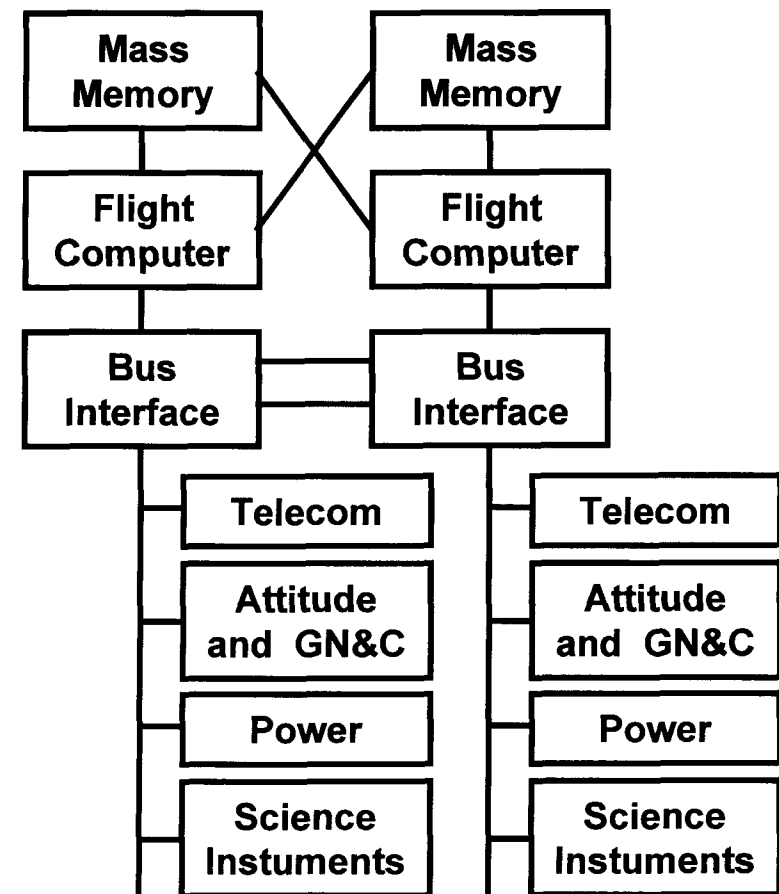 Mass
Memory
Mass
Memory
Flight
Computer
Flight
Computer
Bus
Interface
Bus
Interface
Telecom
Telecom
Attitude
and GN&C
Attitude
and GN&C
Power
Power
Science
Instuments
Science
Instuments